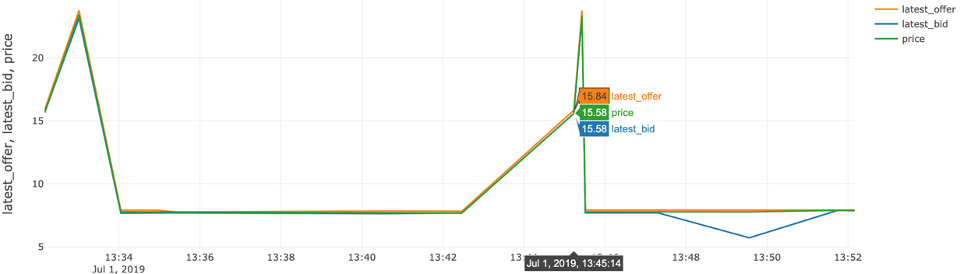 latest_offer
latest_bid
price
latest_offer, latest_bid, price
20
15
10
5
15.84 latest_offer
15.58 price
15.58 latest_bid
13:34
13:36
13:38
13:40
13:42
13:48
13:50
13:52
Jul 1, 2019
Jul 1, 2019, 13:45:14